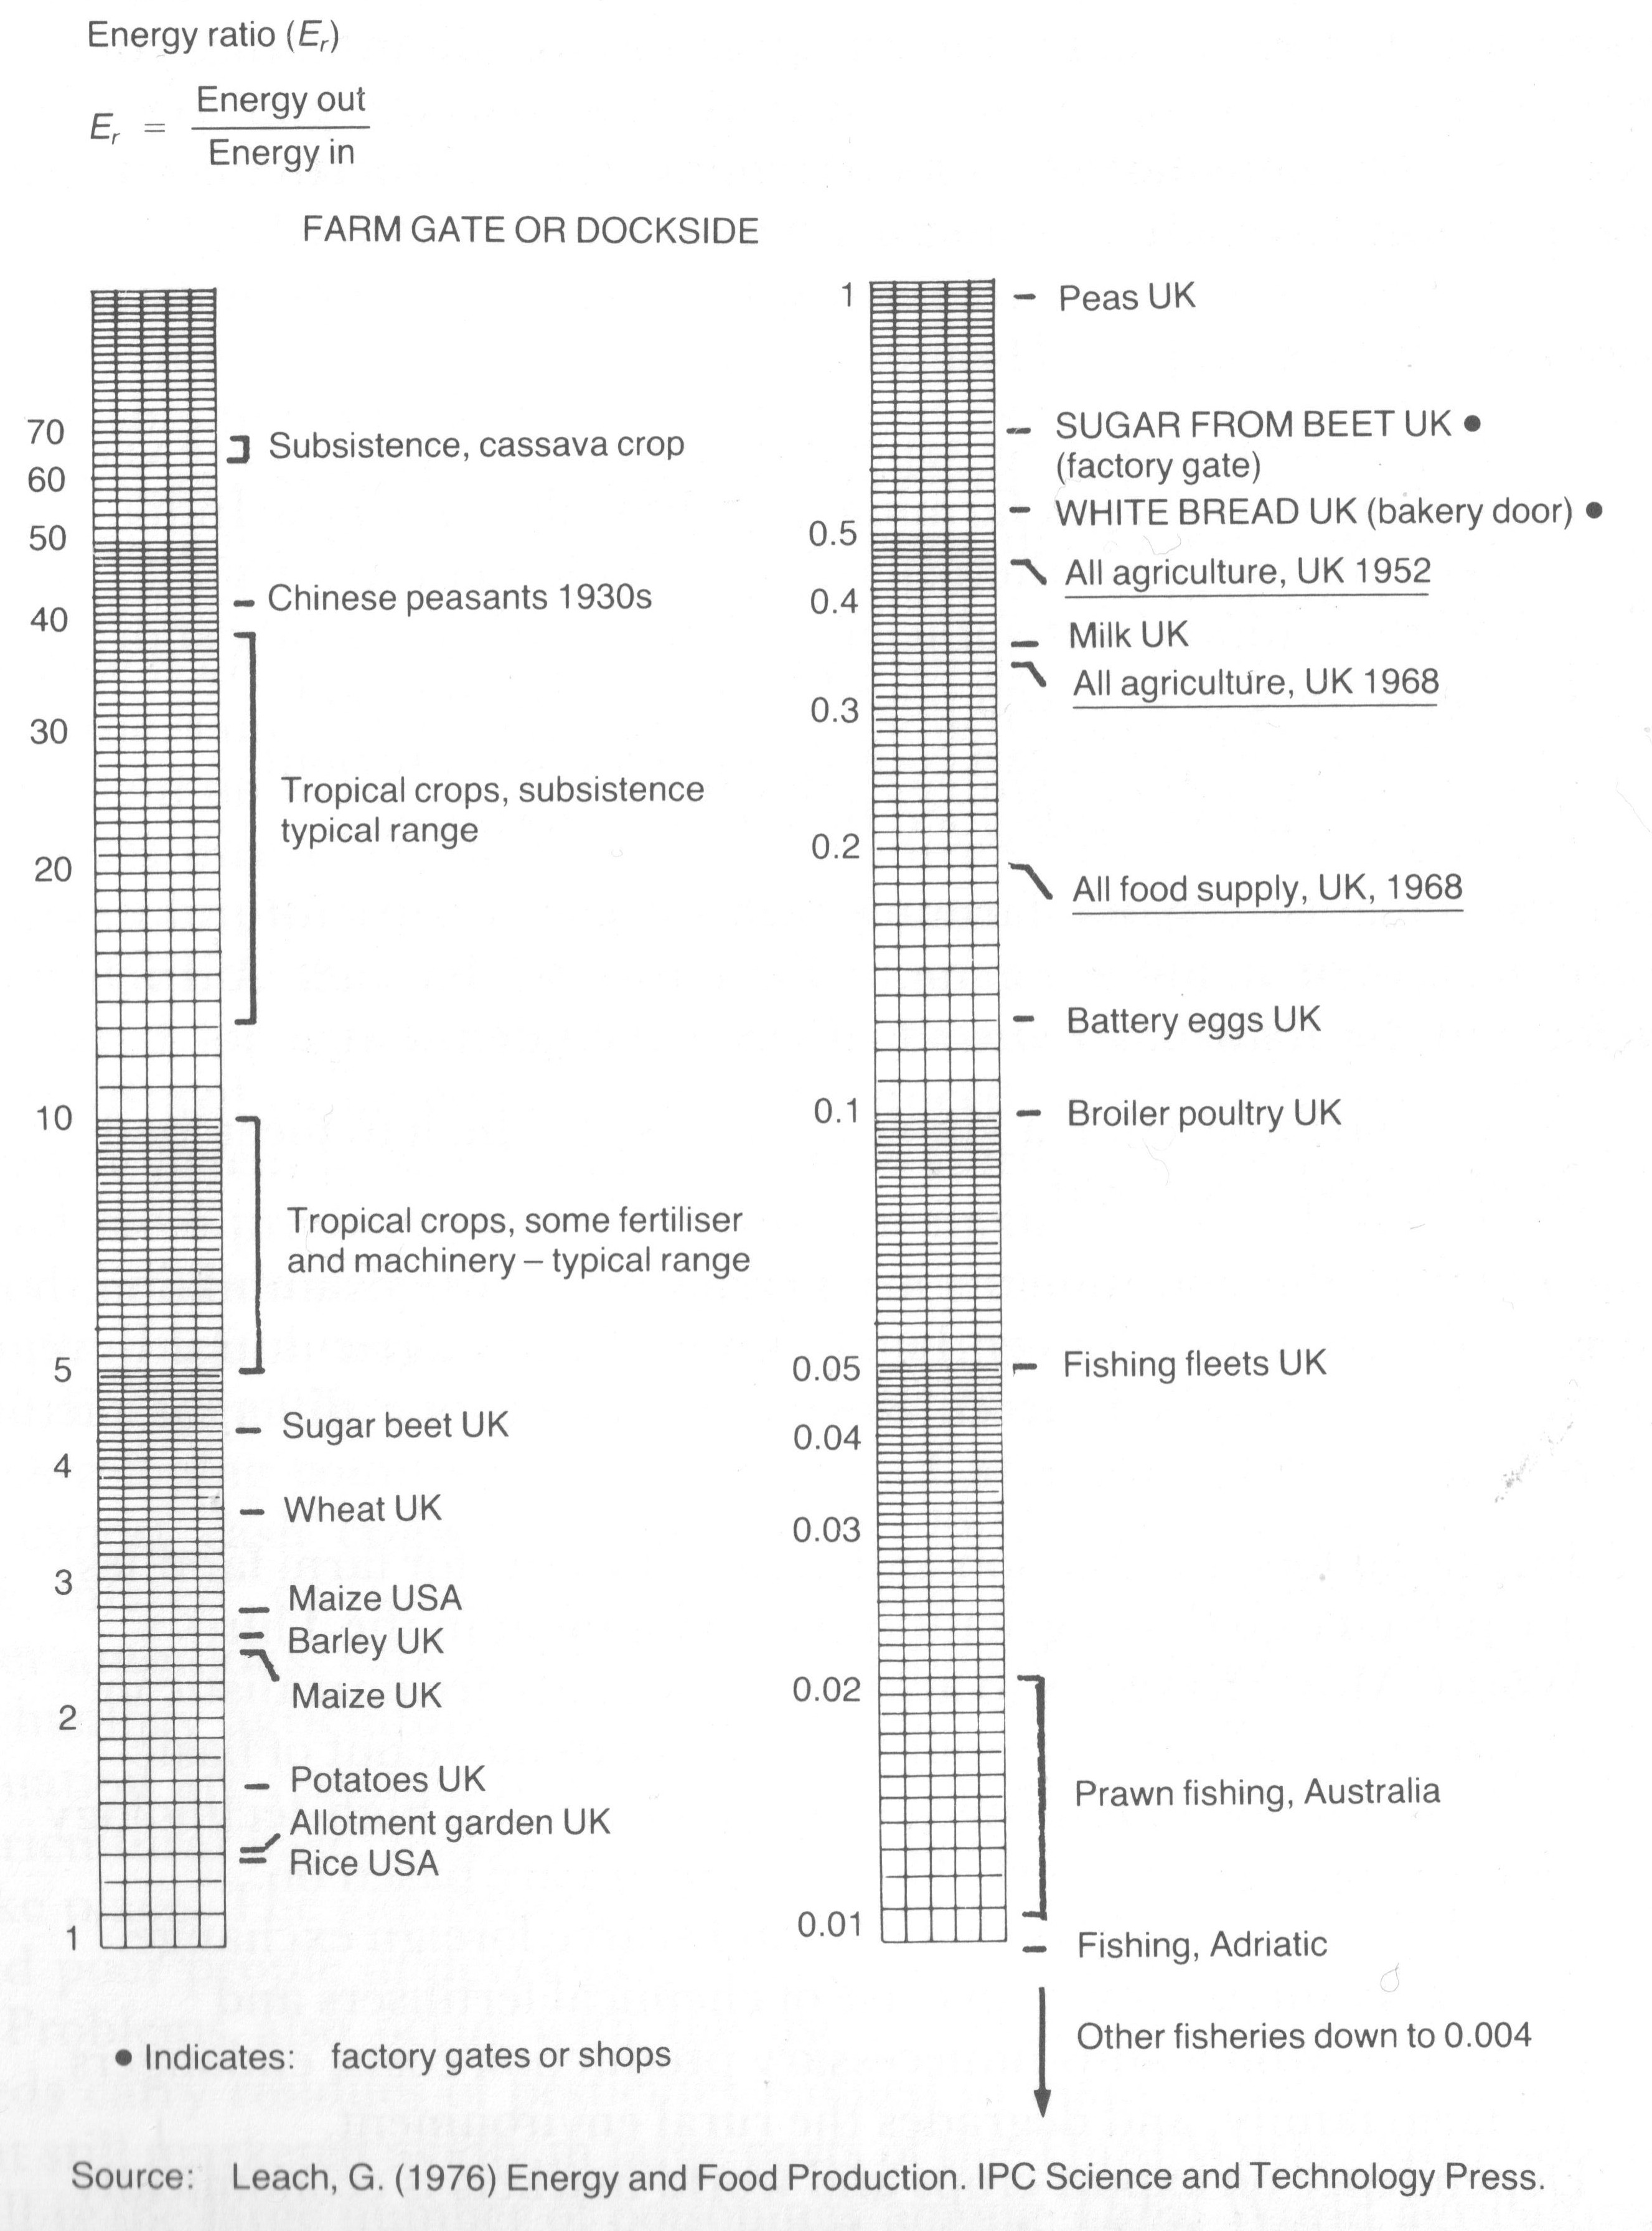 Energy ratio (Er)
Er = Energy out
Energy in
FARM GATE OR DOCKSIDE
70
60
50
40
30
20
10
5
4
3
2
1
Subsistence, cassava crop
Chinese peasants 1930s
Tropical crops, subsistence
typical range
Tropical crops, some fertiliser
and machinery – typical range
Sugar beet UK
Wheat UK
Maize USA
Barley UK
Maize UK
Potatoes UK
Allotment garden UK
Rice USA
1
0.5
0.4
0.3
0.2
0.1
0.05
0.04
0.03
0.02
0.01
Peas UK
SUGAR FROM BEET UK ●
(factory gate)
WHITE BREAD UK (bakery door) ●
All agriculture, UK 1952
Milk UK
All agriculture, UK 1968
All food supply, UK, 1968
Battery eggs UK
Broiler poultry UK
Fishing fleets UK
Prawn fishing, Australia
Fishing, Adriatic
Other fisheries down to 0.004
● Indicates: factory gates or shops
Source: Leach, G. (1976) Energy and Food Production. IPC Science and Technology Press.